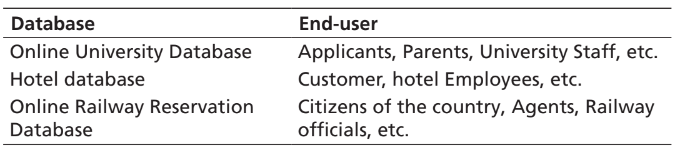 Database End-user
Online University Database Applicants, Parents, University Staff, etc.
Hotel database Customer, hotel Employees, etc.
Online Railway Reservation Citizens of the country, Agents, Railway
Database officials, etc.